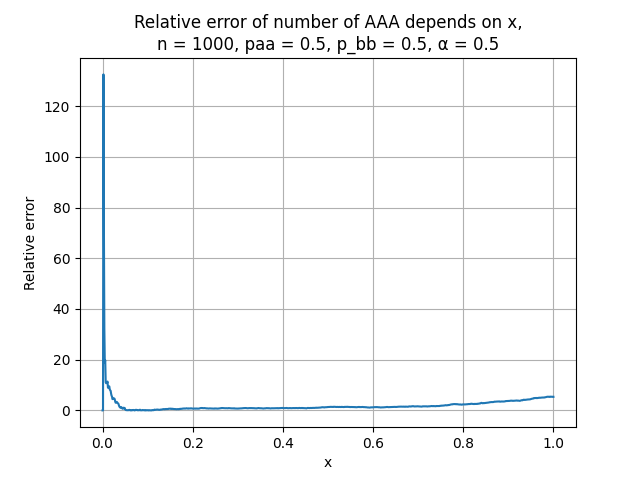 Relative error of number of AAA depends on x,
n = 1000, paa = 0.5, p_bb = 0.5, α = 0.5
120
100
80
60
40
20
0
Relative error
0.0 0.2 0.4 0.6 0.8 1.0
x